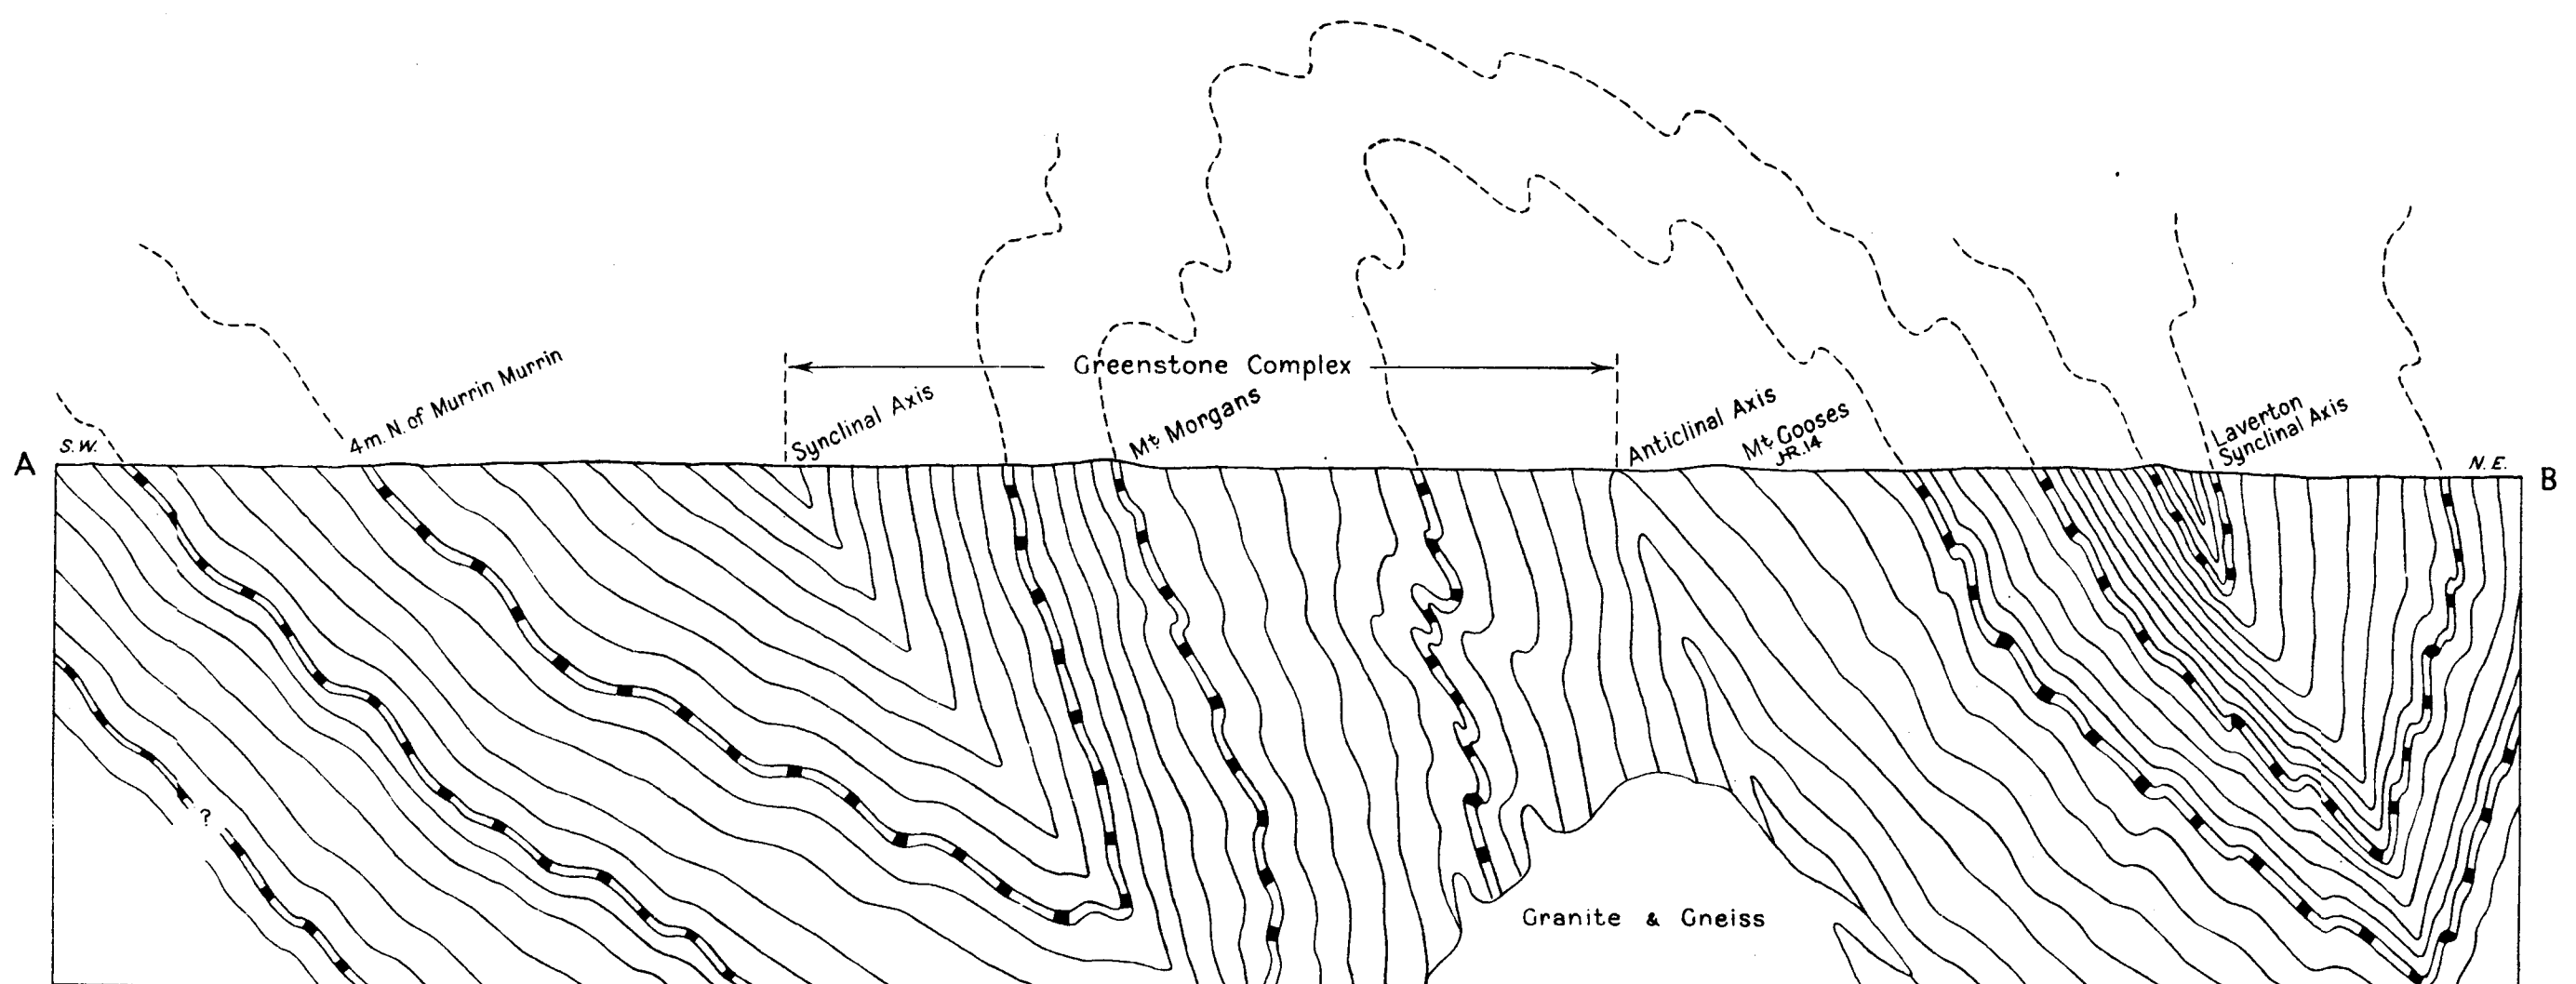 A
S.W.
4 m. N. of Murrin Murrin
Synclinal Axis
Greenstone Complex
Mt Morgans
Anticlinal Axis
Mt Gooses
J.R.14
Laverton
Synclinal Axis
N.E.
B
?
Granite & Gneiss